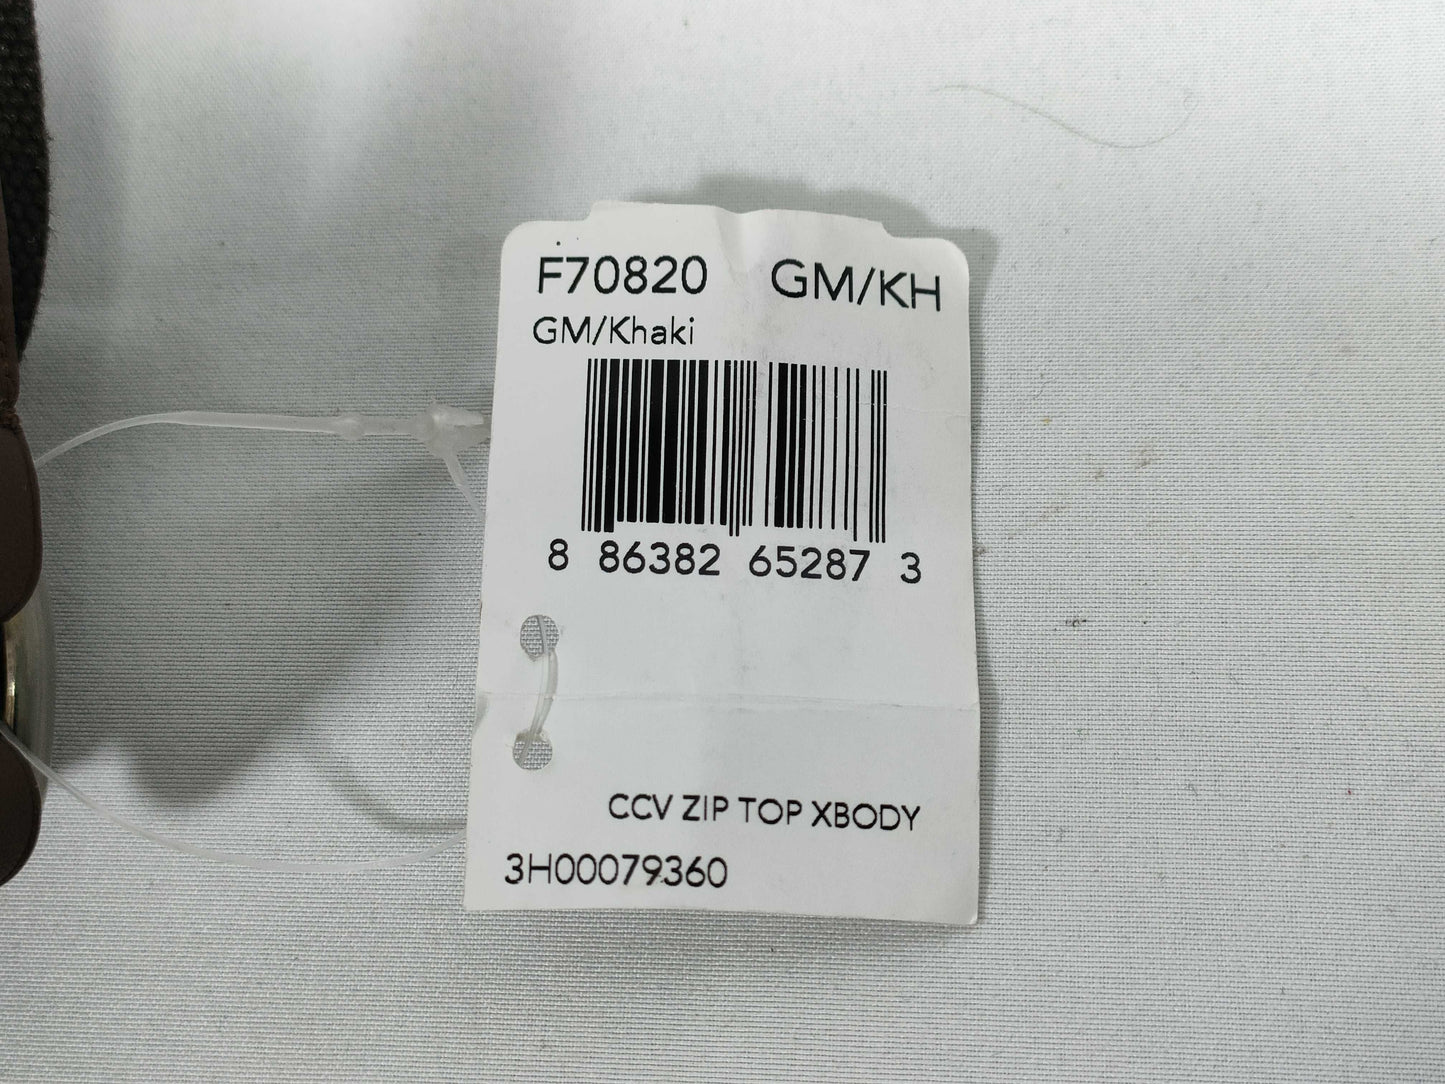 F70820 GM/KH
GM/Khaki
8 86382 65287 3
CCV ZIP TOP XBODY
3H00079360